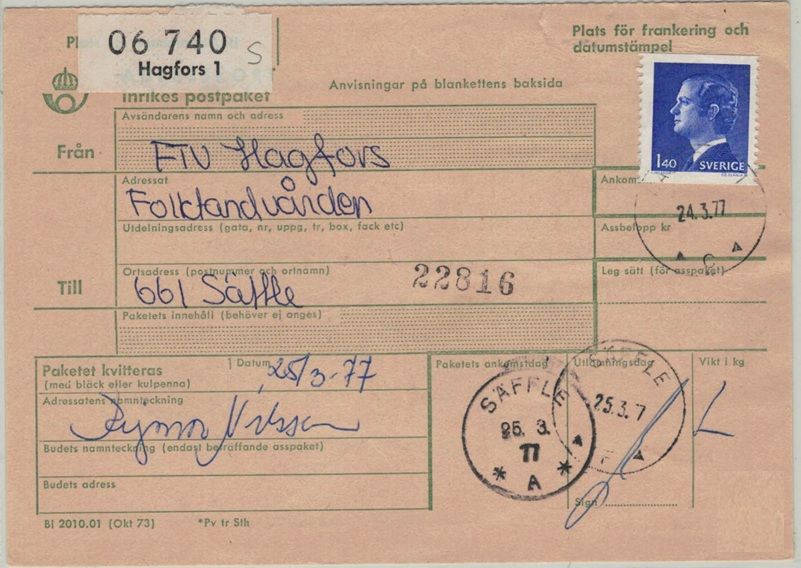 06 740 S
Hagfors 1
Plats för frankering och
datumstämpel
Anvisningar på blankettens baksida
Inrikes postpaket
1.40 SVERIGE
Avsändarens namn och adress
Från
FTV Hagfors
Adressat
Folktandvården
Ankom
24.3.77
C
Utdelningsadress (gata, nr, uppg, tr, box, fack etc)
Assbelopp kr
Till
Ortsadress (postnummer och ortnamn)
661 Säffle
22816
Leg sätt (för asspaket)
Paketets innehåll (behöver ej anges)
Paketet kvitteras
(med bläck eller kulpenna)
Datum
25/3-77
Paketets ankomstdag
Utlämningsdag
Vikt i kg
Adressatens namnteckning
Nilsson
SÄFFLE
25. 3.
77
* A *
SÄFFLE
25.3.7
Budets namnteckning (endast beträffande asspaket)
Budets adress
Sign
Bl 2010.01 (Okt 73) *Pv tr Sth